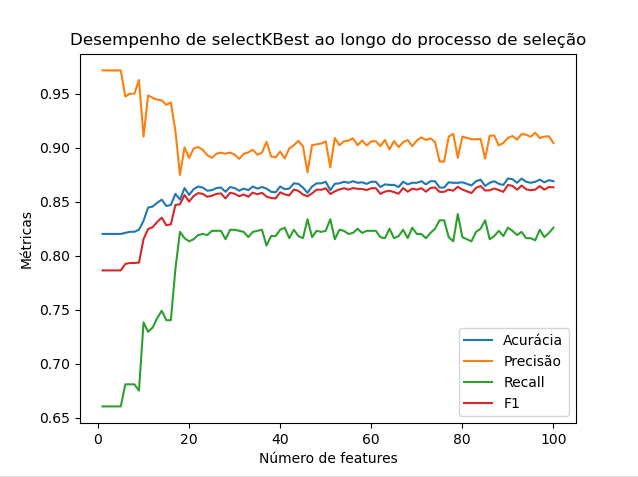 Desempenho de selectKBest ao longo do processo de seleção
Métricas
0.95
0.90
0.85
0.80
0.75
0.70
0.65
0
20
40
60
80
100
Número de features
Acurácia
Precisão
Recall
F1